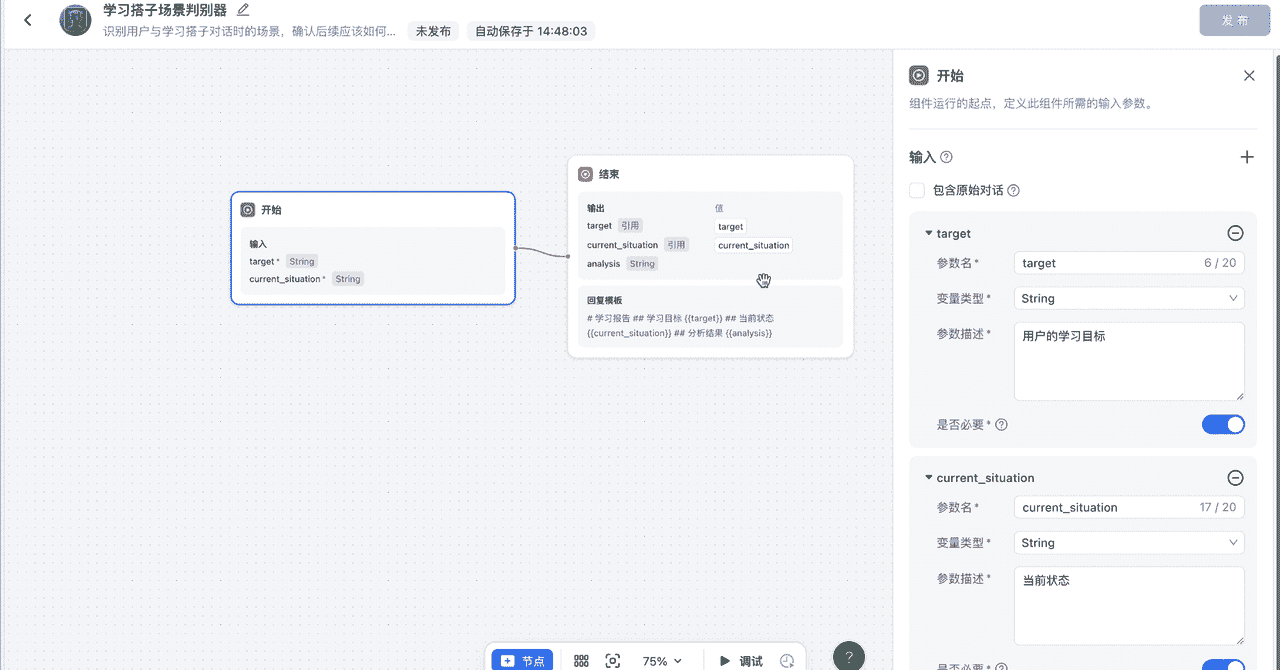 学习搭子场景判别器
识别用户与学习搭子对话时的场景，确认后续应该如何... 未发布 自动保存于 14:48:03
发布
开始
输入
target* String
current_situation* String
结束
输出 值
target 引用 target
current_situation 引用 current_situation
analysis String
回复模板
# 学习报告 ## 学习目标 {{target}} ## 当前状态
{{current_situation}} ## 分析结果 {{analysis}}
节点 75% 调试
?
开始
组件运行的起点，定义此组件所需的输入参数。
输入 ?
包含原始对话 ?
target
参数名* target 6 / 20
变量类型* String
参数描述* 用户的学习目标
是否必要* ?
current_situation
参数名* current_situation 17 / 20
变量类型* String
参数描述* 当前状态
是否必要* ?